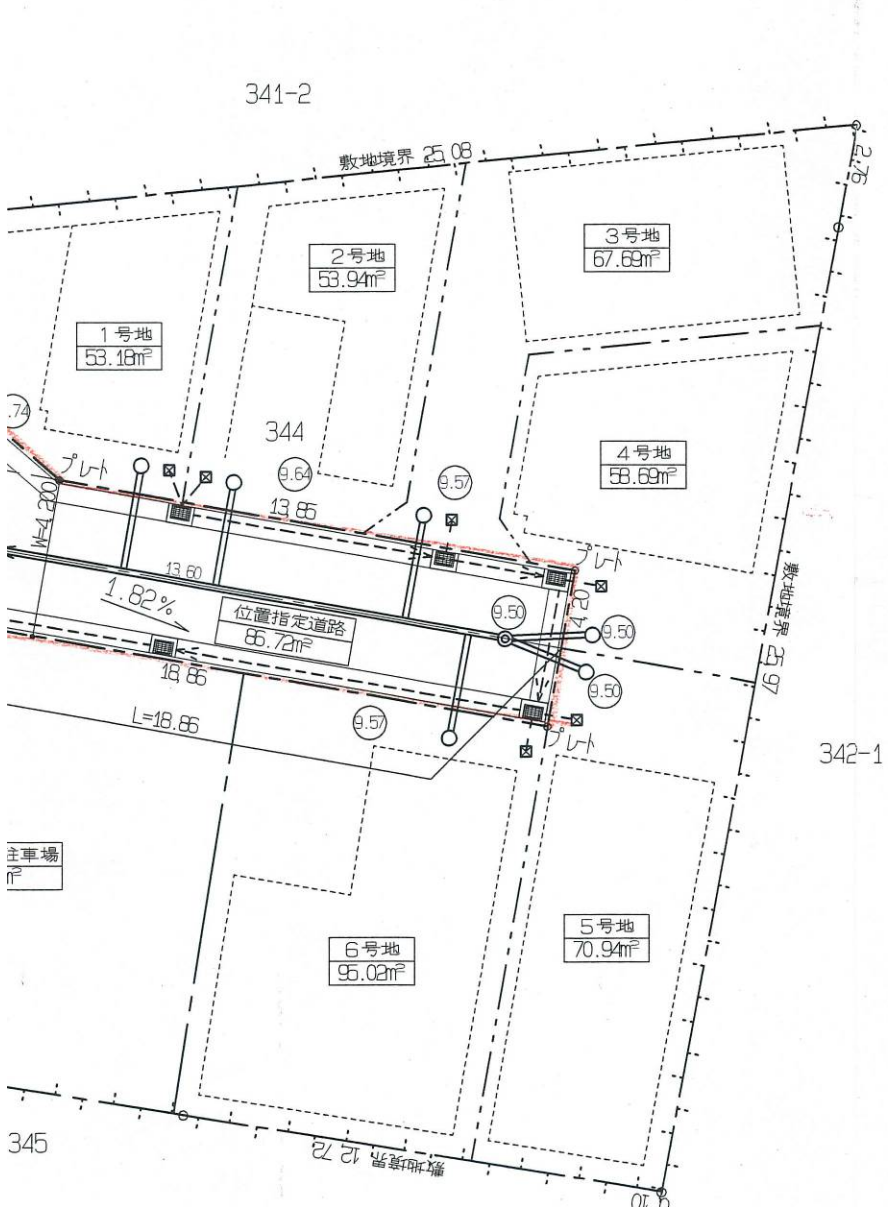 341-2
敷地境界 25.08
2.76
3号地
67.69m²
2号地
53.94m²
1号地
53.18m²
.74
プレート
344
9.64
9.57
4号地
58.69m²
13.85
W=4.200
13.60
1.82%
位置指定道路
86.72m²
プレート
4.20
9.50
9.50
9.50
敷地境界 25.97
18.86
L=18.86
9.57
プレート
342-1
駐車場
m²
6号地
95.02m²
5号地
70.94m²
345
敷地境界 12.72